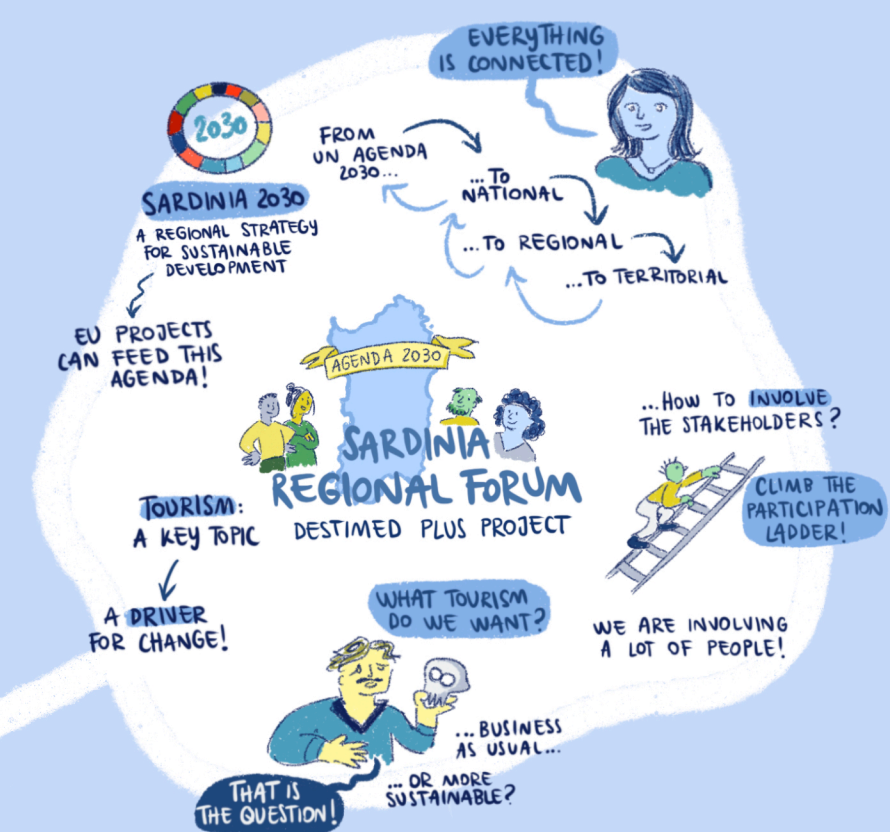 EVERYTHING
IS CONNECTED!
2030
SARDINIA 2030
A REGIONAL STRATEGY
FOR SUSTAINABLE
DEVELOPMENT
EU PROJECTS
CAN FEED THIS
AGENDA!
FROM
UN AGENDA
2030...
...TO
NATIONAL
...TO REGIONAL
...TO TERRITORIAL
AGENDA 2030
SARDINIA
REGIONAL FORUM
DESTIMED PLUS PROJECT
...HOW TO INVOLVE
THE STAKEHOLDERS?
CLIMB THE
PARTICIPATION
LADDER!
WE ARE INVOLVING
A LOT OF PEOPLE!
TOURISM:
A KEY TOPIC
A DRIVER
FOR CHANGE!
WHAT TOURISM
DO WE WANT?
...BUSINESS
AS USUAL...
...OR MORE
SUSTAINABLE?
THAT IS
THE QUESTION!